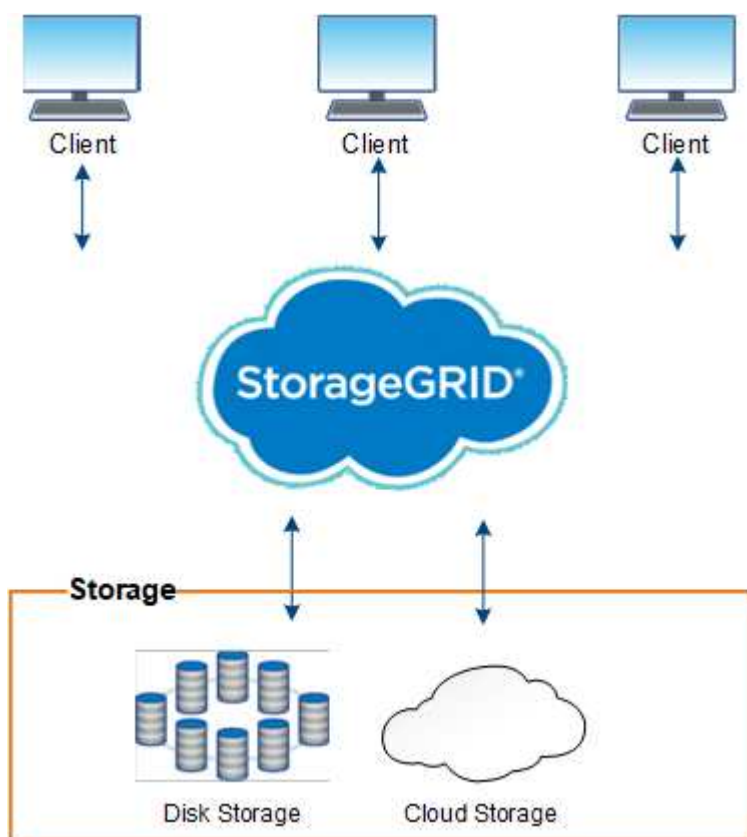 Client
Client
Client
StorageGRID®
Storage
Disk Storage
Cloud Storage